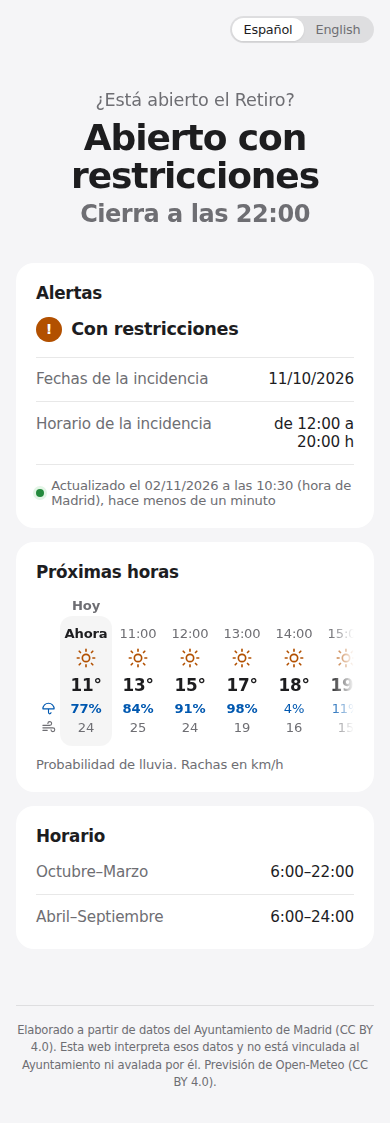 Español English
¿Está abierto el Retiro?
Abierto con
restricciones
Cierra a las 22:00
Alertas
! Con restricciones
Fechas de la incidencia 11/10/2026
Horario de la incidencia de 12:00 a
20:00 h
Actualizado el 02/11/2026 a las 10:30 (hora de
Madrid), hace menos de un minuto
Próximas horas
Hoy
Ahora 11:00 12:00 13:00 14:00
11° 13° 15° 17° 18°
77% 84% 91% 98% 4%
24 25 24 19 16
Probabilidad de lluvia. Rachas en km/h
Horario
Octubre–Marzo 6:00–22:00
Abril–Septiembre 6:00–24:00
Elaborado a partir de datos del Ayuntamiento de Madrid (CC BY
4.0). Esta web interpreta esos datos y no está vinculada al
Ayuntamiento ni avalada por él. Previsión de Open-Meteo (CC
BY 4.0).